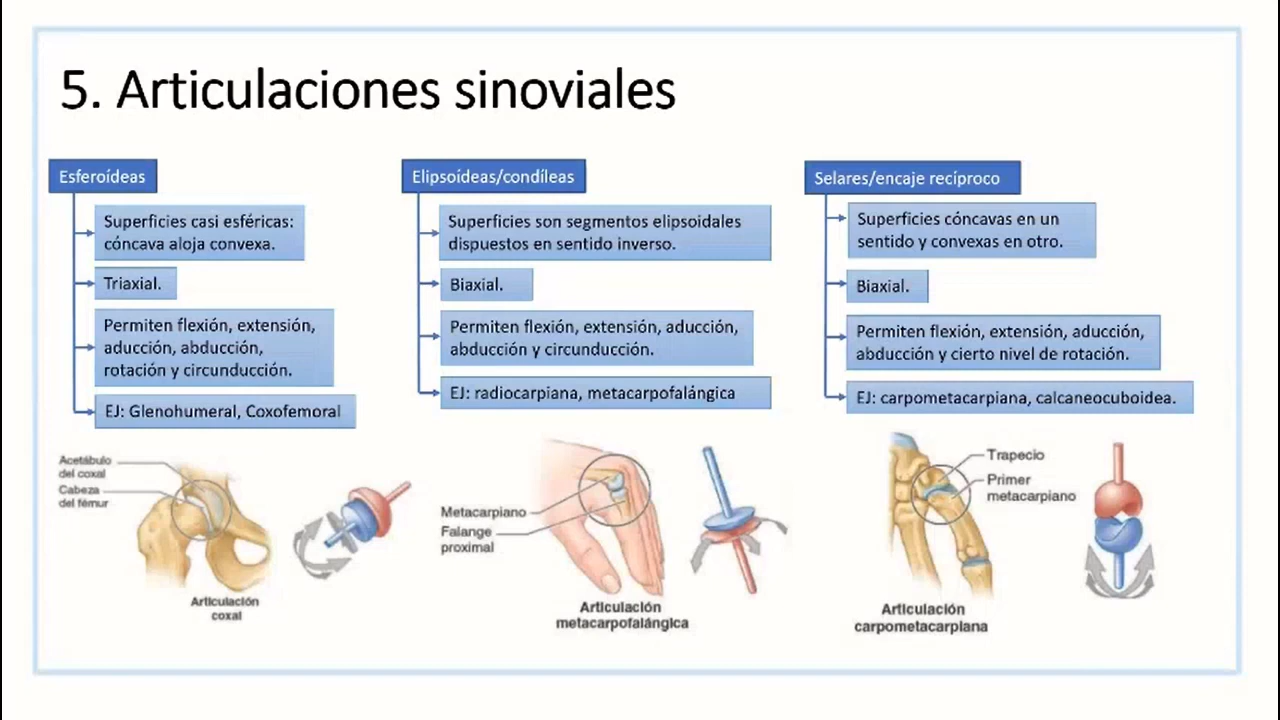 5. Articulaciones sinoviales
Esferoídeas
Superficies casi esféricas:
cóncava aloja convexa.
Triaxial.
Permiten flexión, extensión,
aducción, abducción,
rotación y circunducción.
EJ: Glenohumeral, Coxofemoral
Acetábulo
del coxal
Cabeza
del fémur
Articulación
coxal
Elipsoídeas/condíleas
Superficies son segmentos elipsoidales
dispuestos en sentido inverso.
Biaxial.
Permiten flexión, extensión, aducción,
abducción y circunducción.
EJ: radiocarpiana, metacarpofalángica
Metacarpiano
Falange
proximal
Articulación
metacarpofalángica
Selares/encaje recíproco
Superficies cóncavas en un
sentido y convexas en otro.
Biaxial.
Permiten flexión, extensión, aducción,
abducción y cierto nivel de rotación.
EJ: carpometacarpiana, calcaneocuboidea.
Trapecio
Primer
metacarpiano
Articulación
carpometacarpiana